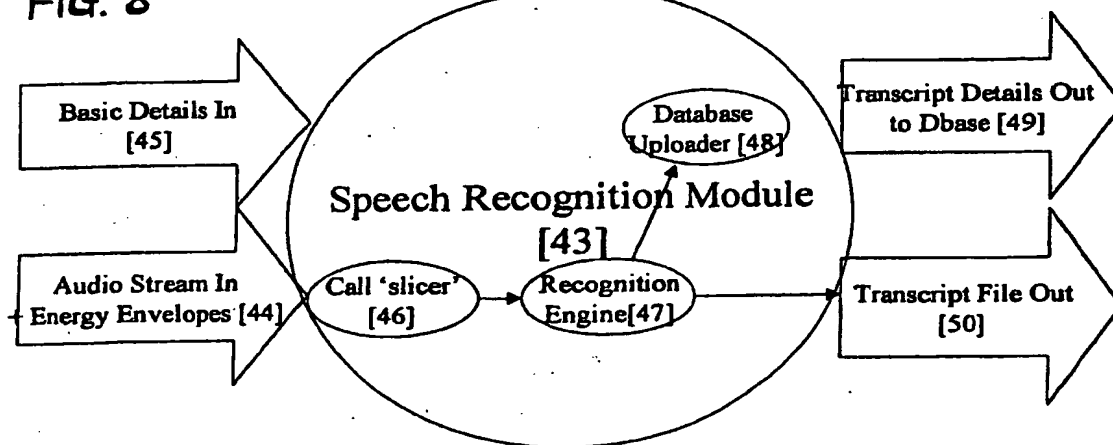 FIG. 8
Basic Details In
[45]
Database
Uploader [48]
Transcript Details Out
to Dbase [49]
Speech Recognition Module
[43]
Audio Stream In
+ Energy Envelopes [44]
Call ‘slicer’
[46]
Recognition
Engine[47]
Transcript File Out
[50]